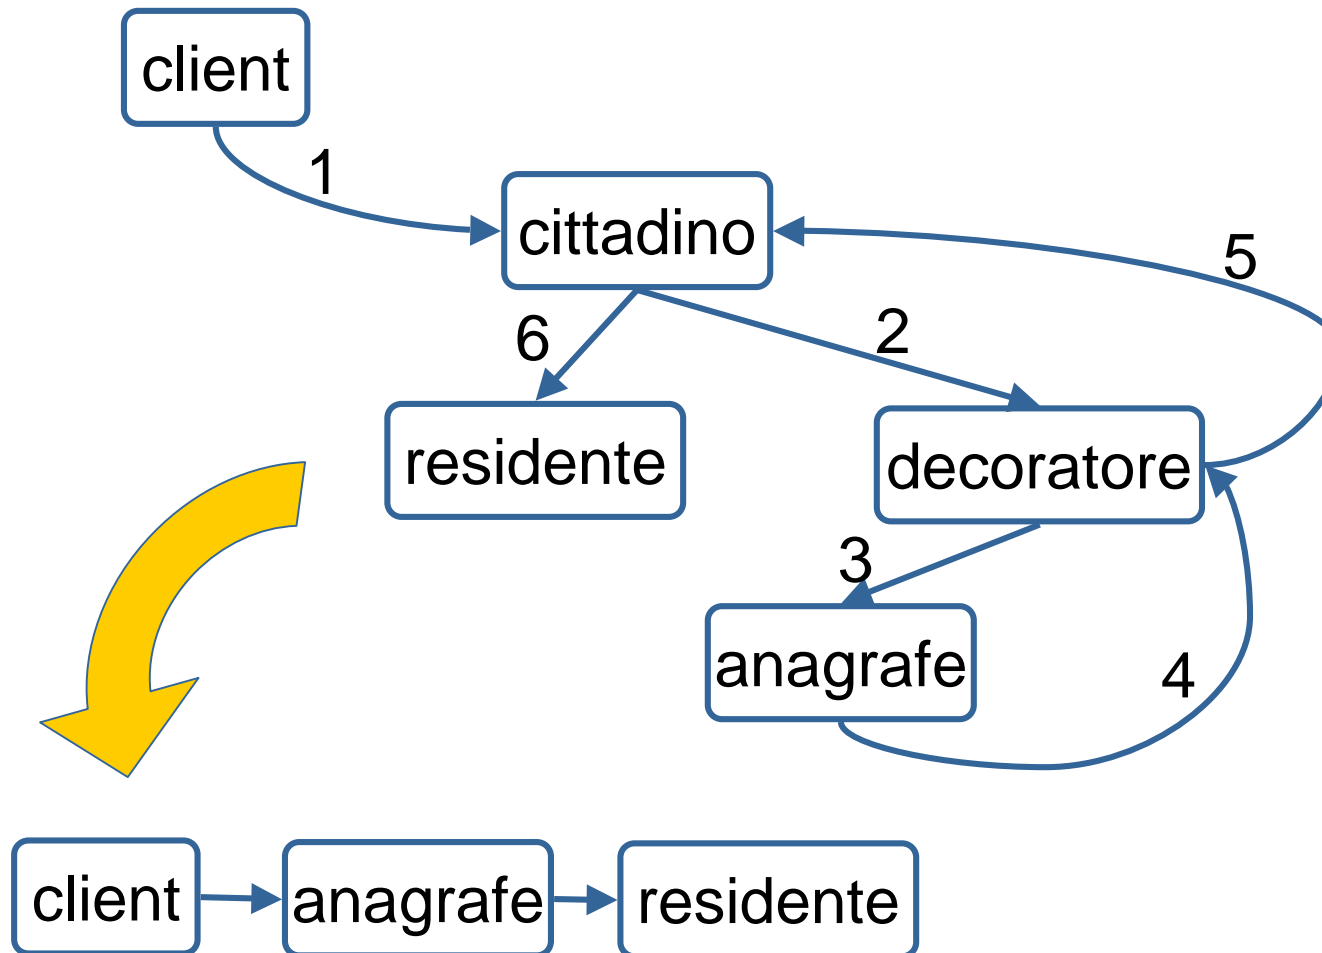 client
1
cittadino
5
6
2
residente
decoratore
3
anagrafe
4
client
anagrafe
residente